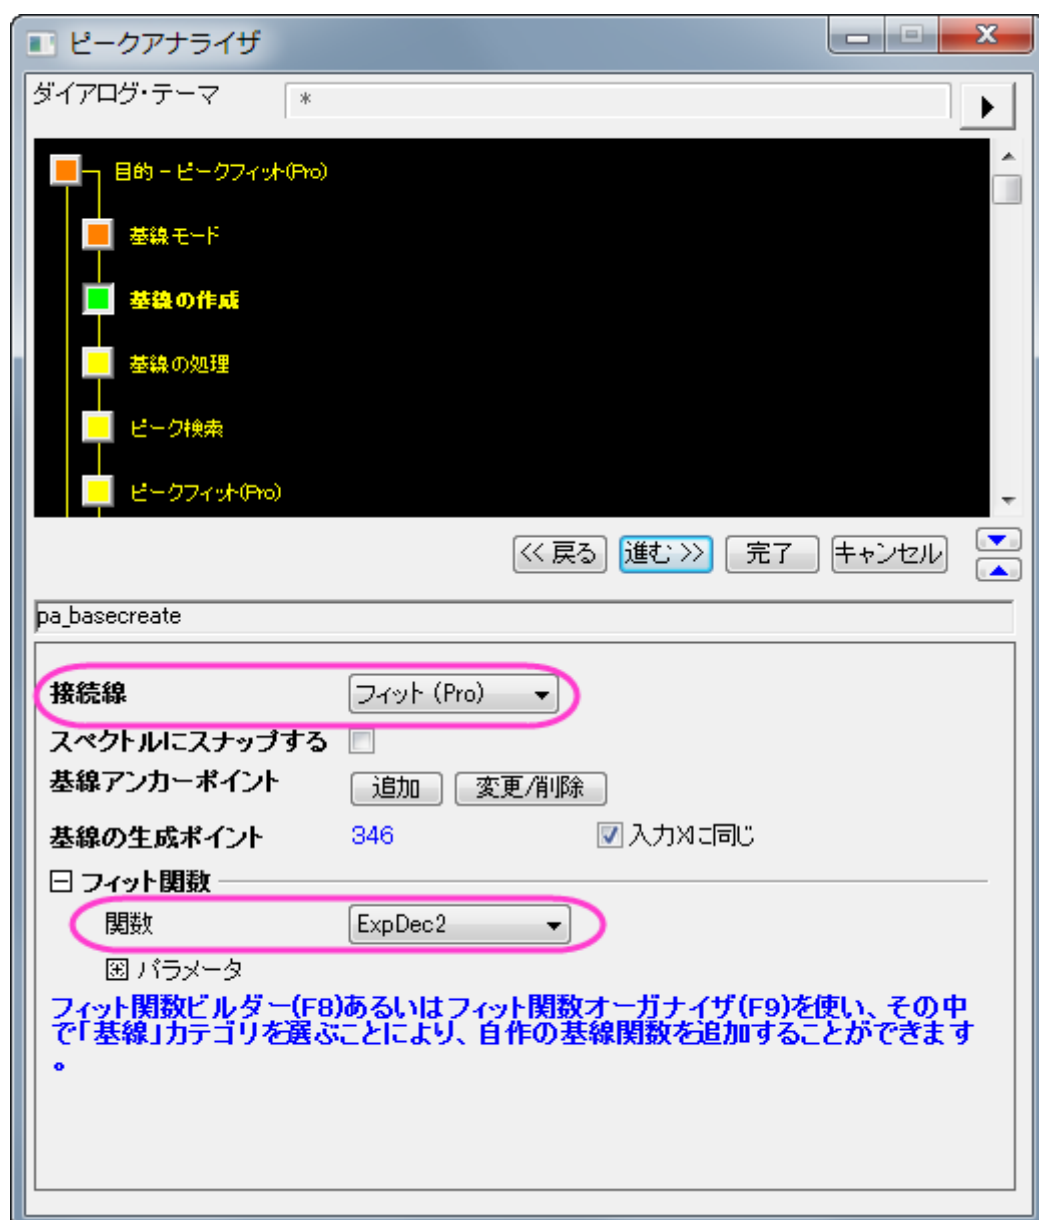 ピークアナライザ
ダイアログ・テーマ *
目的 - ピークフィット(Pro)
基線モード
基線の作成
基線の処理
ピーク検索
ピークフィット(Pro)
<< 戻る 進む >> 完了 キャンセル
pa_basecreate
接続線 フィット (Pro)
スペクトルにスナップする
基線アンカーポイント 追加 変更/削除
基線の生成ポイント 346 入力Xに同じ
フィット関数
関数 ExpDec2
パラメータ
フィット関数ビルダー(F8)あるいはフィット関数オーガナイザ(F9)を使い、その中
で「基線」カテゴリを選ぶことにより、自作の基線関数を追加することができます
。